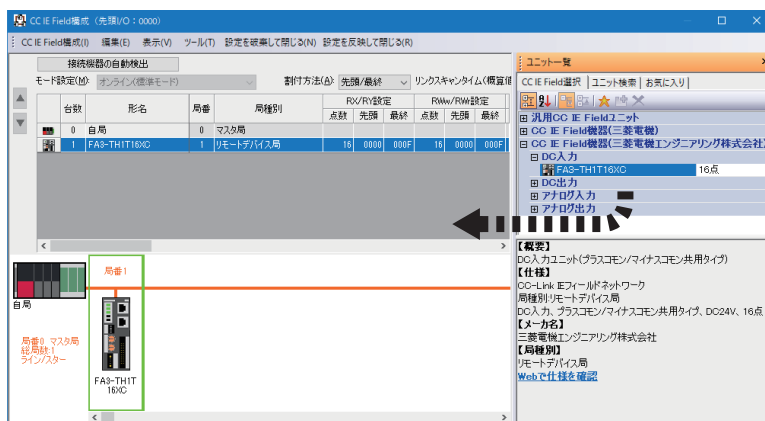 CC IE Field構成 (先頭I/O：0000)
CC IE Field構成(I) 編集(E) 表示(V) ツール(T) 設定を破棄して閉じる(N) 設定を反映して閉じる(R)
接続機器の自動検出
モード設定(M): オンライン(標準モード) 割付方法(A): 先頭/最終 リンクスキャンタイム(概算値
台数 形名 局番 局種別 RX/RY設定 RWw/RWr設定
点数 先頭 最終 点数 先頭 最終
0 自局 0 マスタ局
1 FA3-TH1T16XC 1 リモートデバイス局 16 0000 000F 16 0000 000F
自局
局番1
局番0 マスタ局
総局数:1
ライン/スター
FA3-TH1T
16XC
ユニット一覧
CC IE Field選択 ユニット検索 お気に入り
汎用CC IE Fieldユニット
CC IE Field機器(三菱電機)
CC IE Field機器(三菱電機エンジニアリング株式会社)
DC入力
FA3-TH1T16XC 16点
DC出力
アナログ入力
アナログ出力
【概要】
DC入力ユニット(プラスコモン/マイナスコモン共用タイプ)
【仕様】
CC-Link IEフィールドネットワーク
局種別:リモートデバイス局
DC入力、プラスコモン/マイナスコモン共用タイプ、DC24V、16点
【メーカ名】
三菱電機エンジニアリング株式会社
【局種別】
リモートデバイス局
Webで仕様を確認